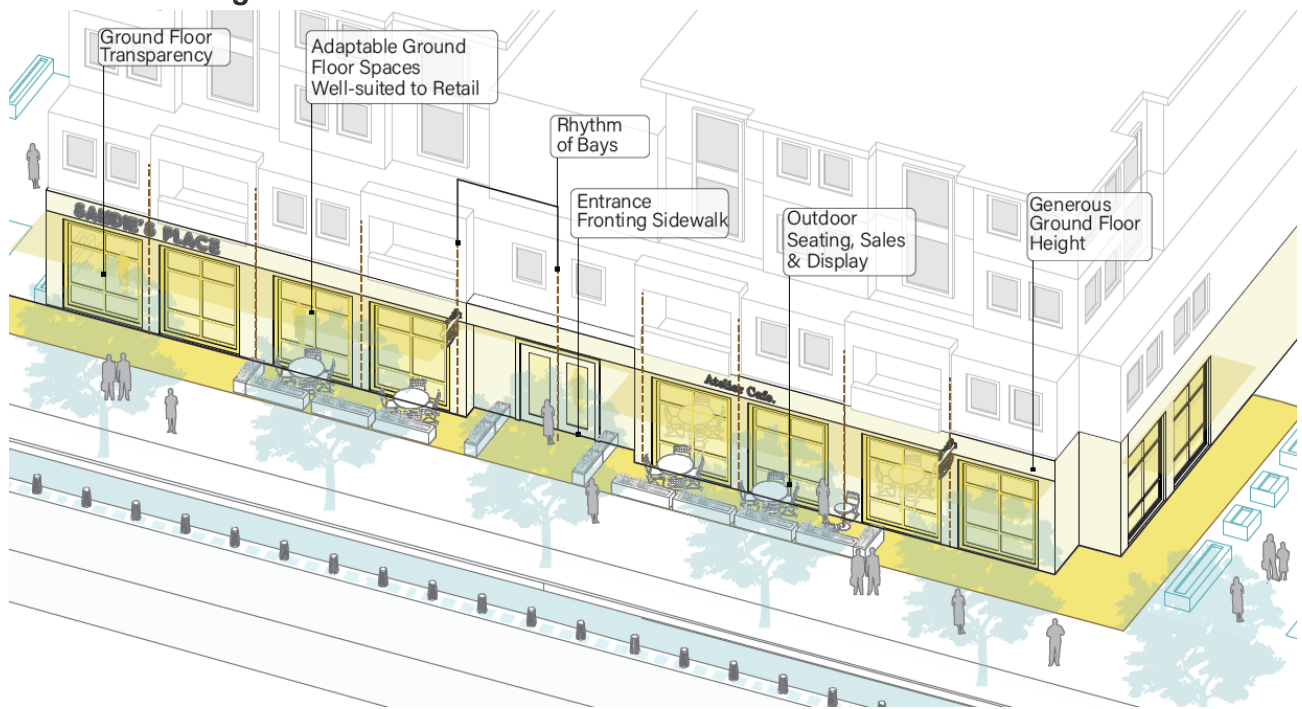 Ground Floor
Transparency
Adaptable Ground
Floor Spaces
Well-suited to Retail
Rhythm
of Bays
Entrance
Fronting Sidewalk
Outdoor
Seating, Sales
& Display
Generous
Ground Floor
Height
SANDIE'S PLACE
Atelier Cafe.